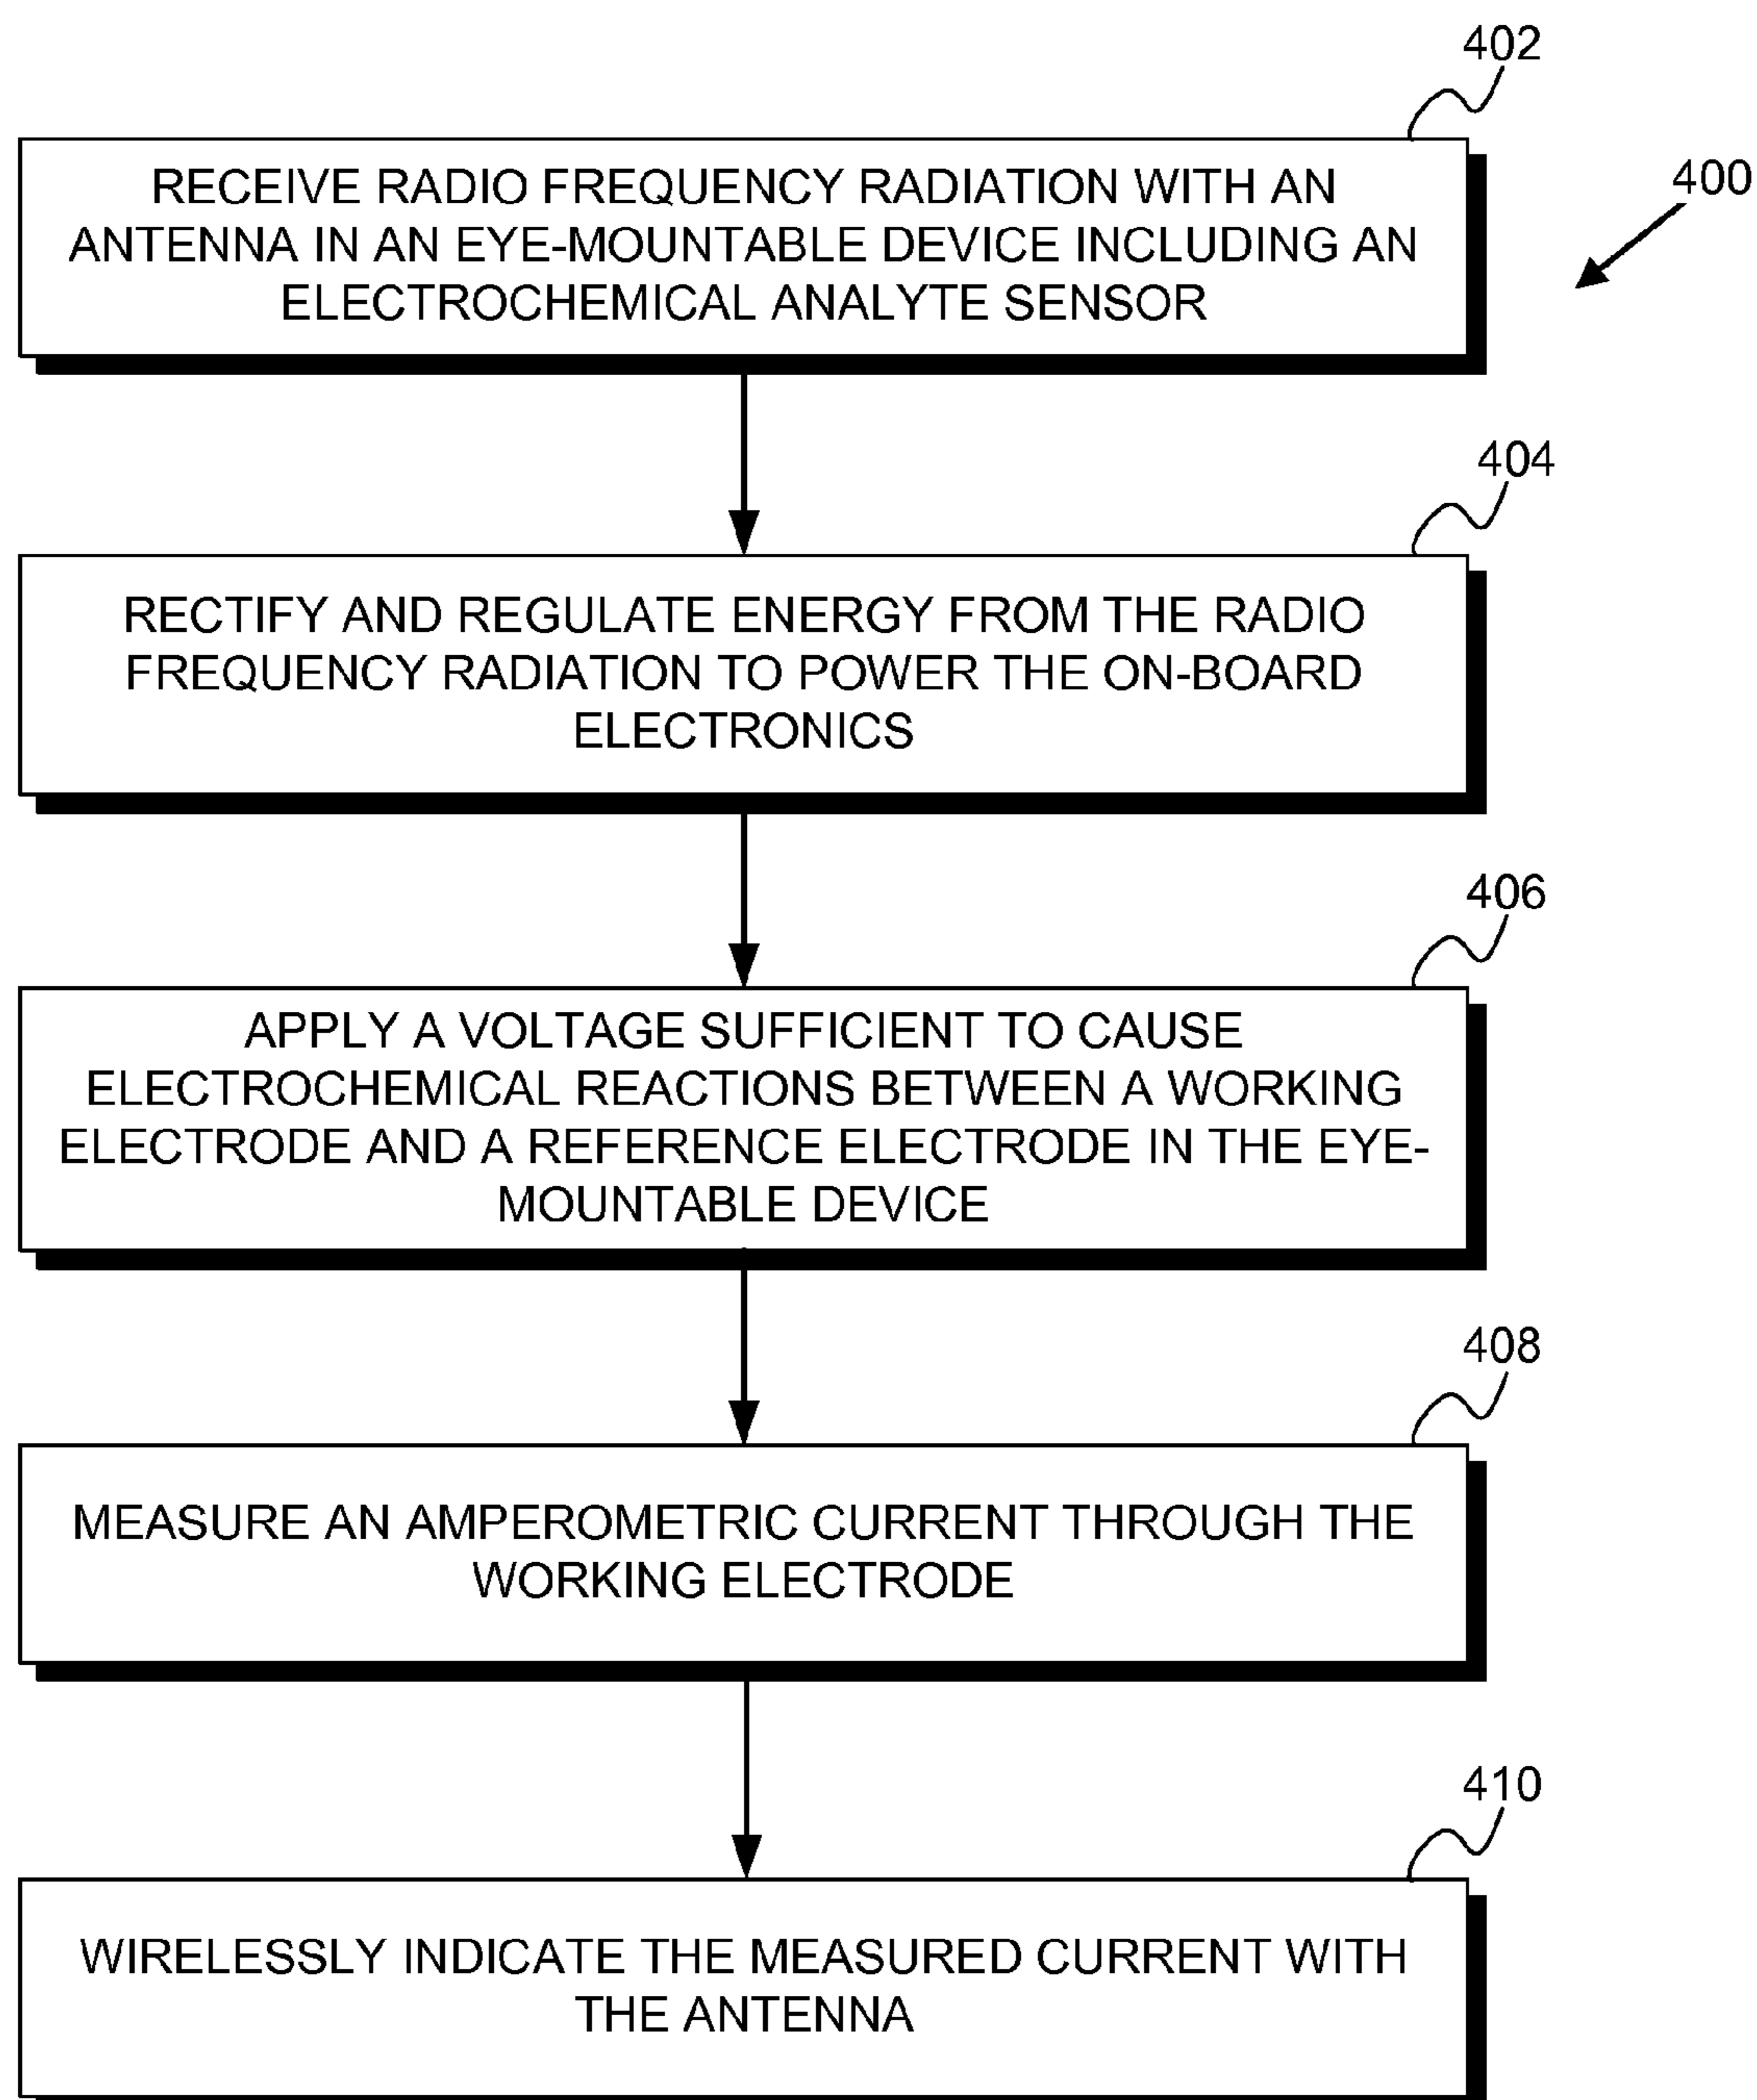 402
400
RECEIVE RADIO FREQUENCY RADIATION WITH AN
ANTENNA IN AN EYE-MOUNTABLE DEVICE INCLUDING AN
ELECTROCHEMICAL ANALYTE SENSOR
404
RECTIFY AND REGULATE ENERGY FROM THE RADIO
FREQUENCY RADIATION TO POWER THE ON-BOARD
ELECTRONICS
406
APPLY A VOLTAGE SUFFICIENT TO CAUSE
ELECTROCHEMICAL REACTIONS BETWEEN A WORKING
ELECTRODE AND A REFERENCE ELECTRODE IN THE EYE-
MOUNTABLE DEVICE
408
MEASURE AN AMPEROMETRIC CURRENT THROUGH THE
WORKING ELECTRODE
410
WIRELESSLY INDICATE THE MEASURED CURRENT WITH
THE ANTENNA